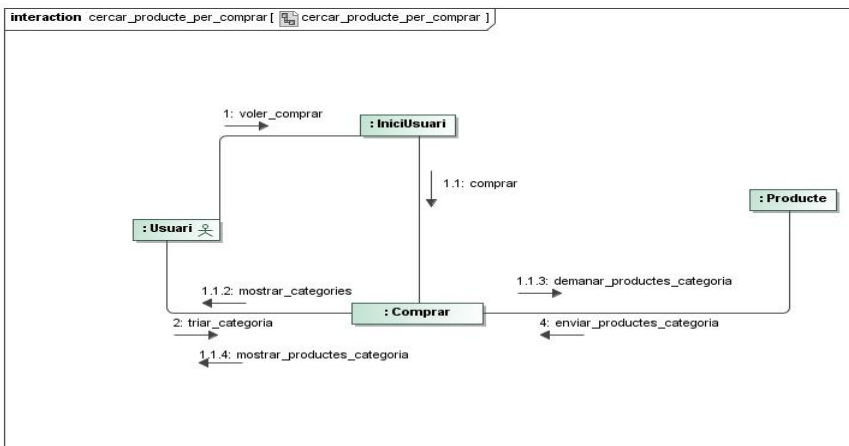 interaction cercar_producte_per_comprar [ cercar_producte_per_comprar ]
1: voler_comprar
: IniciUsuari
1.1: comprar
: Producte
: Usuari
1.1.2: mostrar_categories
1.1.3: demanar_productes_categoria
: Comprar
2: triar_categoria
4: enviar_productes_categoria
1.1.4: mostrar_productes_categoria